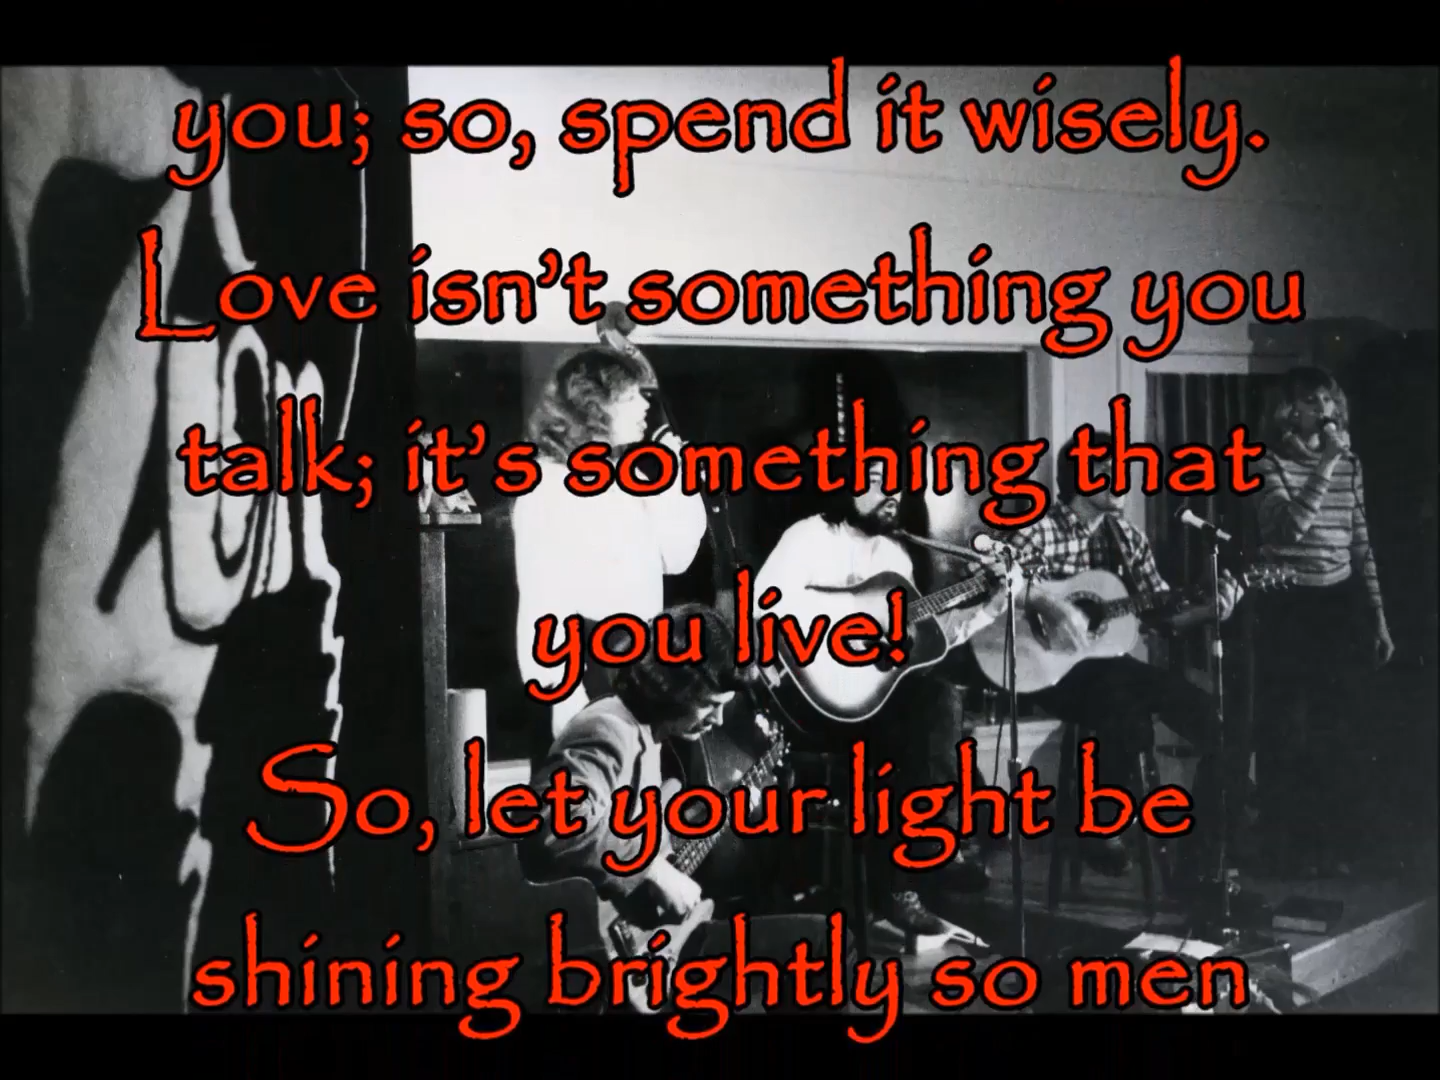 you; so, spend it wisely.
Love isn't something you
talk; it's something that
you live!
So, let your light be
shining brightly so men